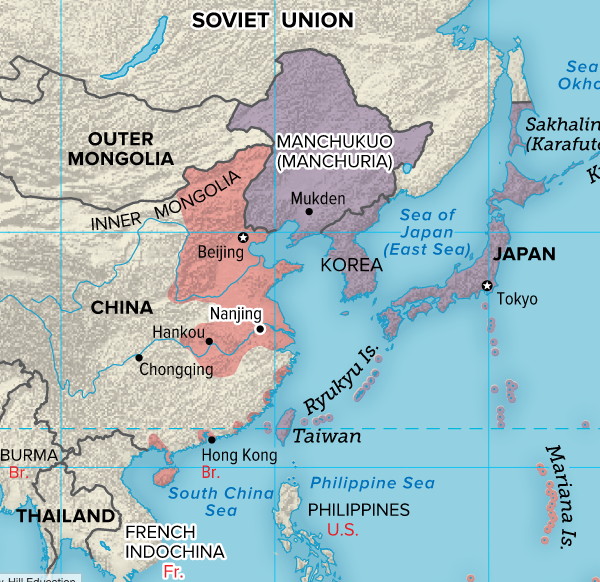 SOVIET UNION
Sea
Okho
OUTER
MONGOLIA
MANCHUKUO
(MANCHURIA)
Sakhalin
(Karafuto
INNER MONGOLIA
Mukden
Sea of
Japan
(East Sea)
Beijing
KOREA
JAPAN
Tokyo
CHINA
Nanjing
Hankou
Chongqing
Ryukyu Is.
Taiwan
BURMA
Br.
Hong Kong
Br.
South China
Sea
Philippine Sea
Mariana Is.
PHILIPPINES
U.S.
THAILAND
FRENCH
INDOCHINA
Fr.
Hill Education